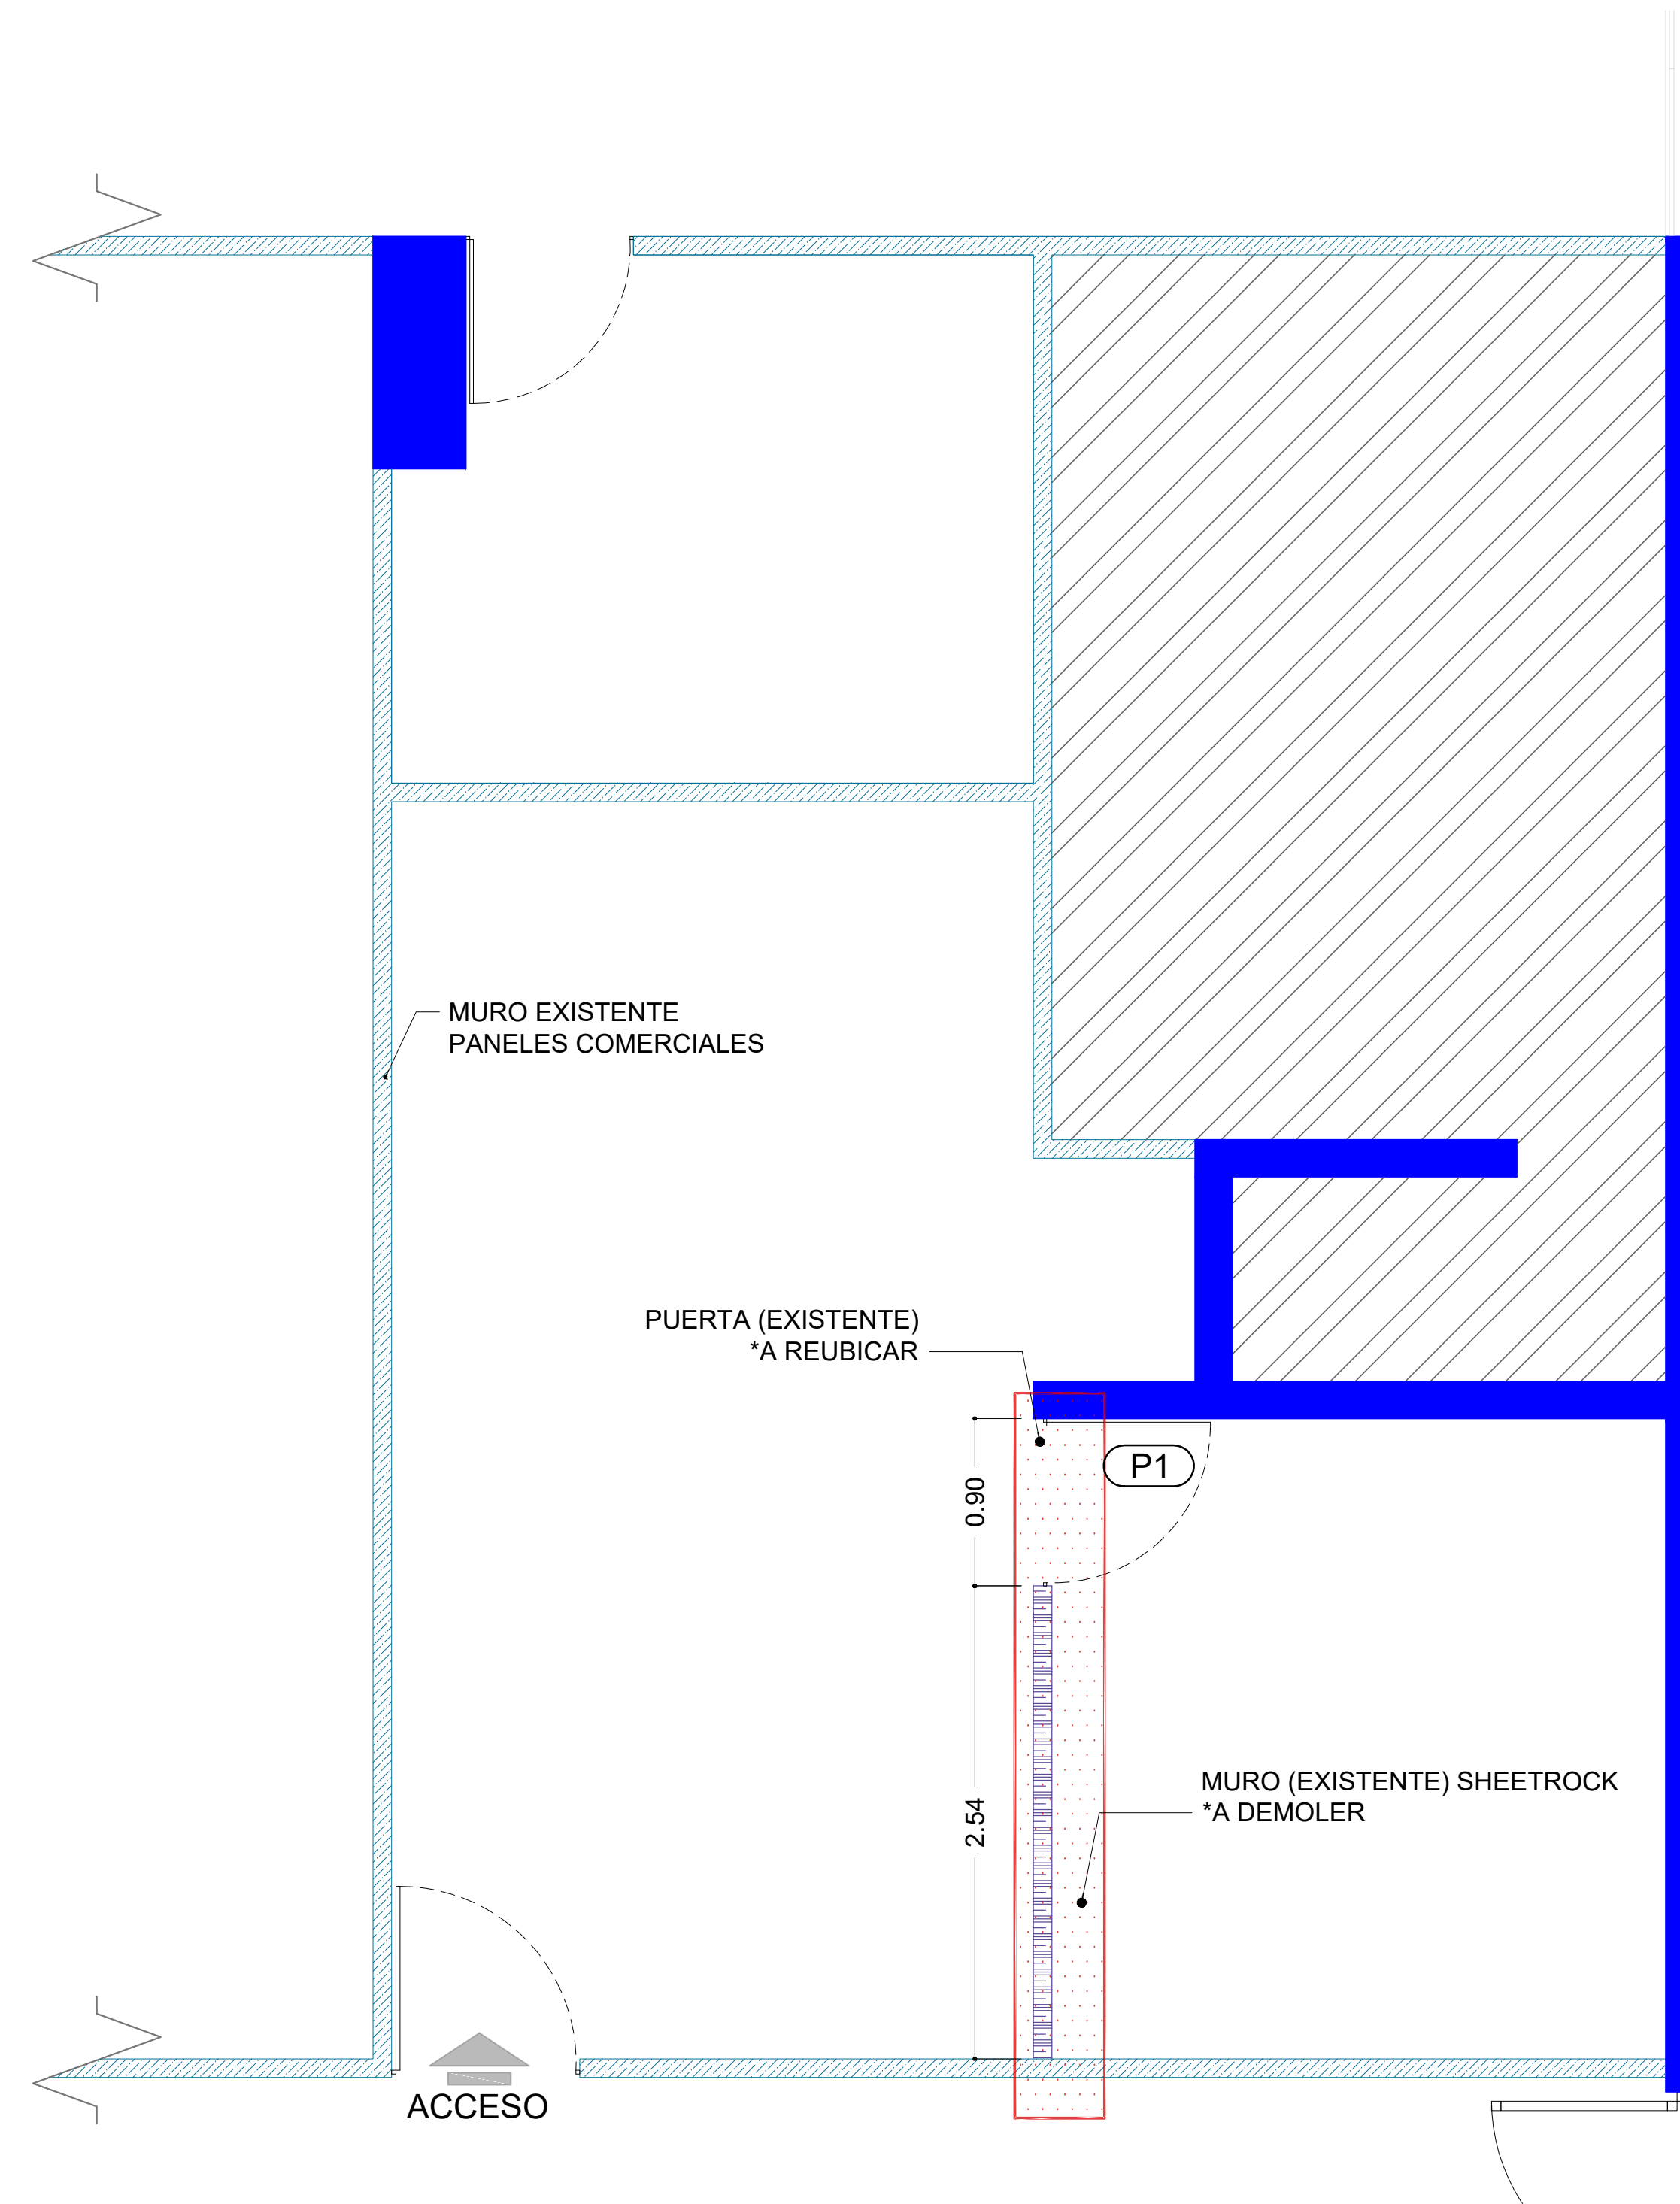 MURO EXISTENTE
PANELES COMERCIALES
PUERTA (EXISTENTE)
*A REUBICAR
P1
0.90
MURO (EXISTENTE) SHEETROCK
*A DEMOLER
2.54
ACCESO